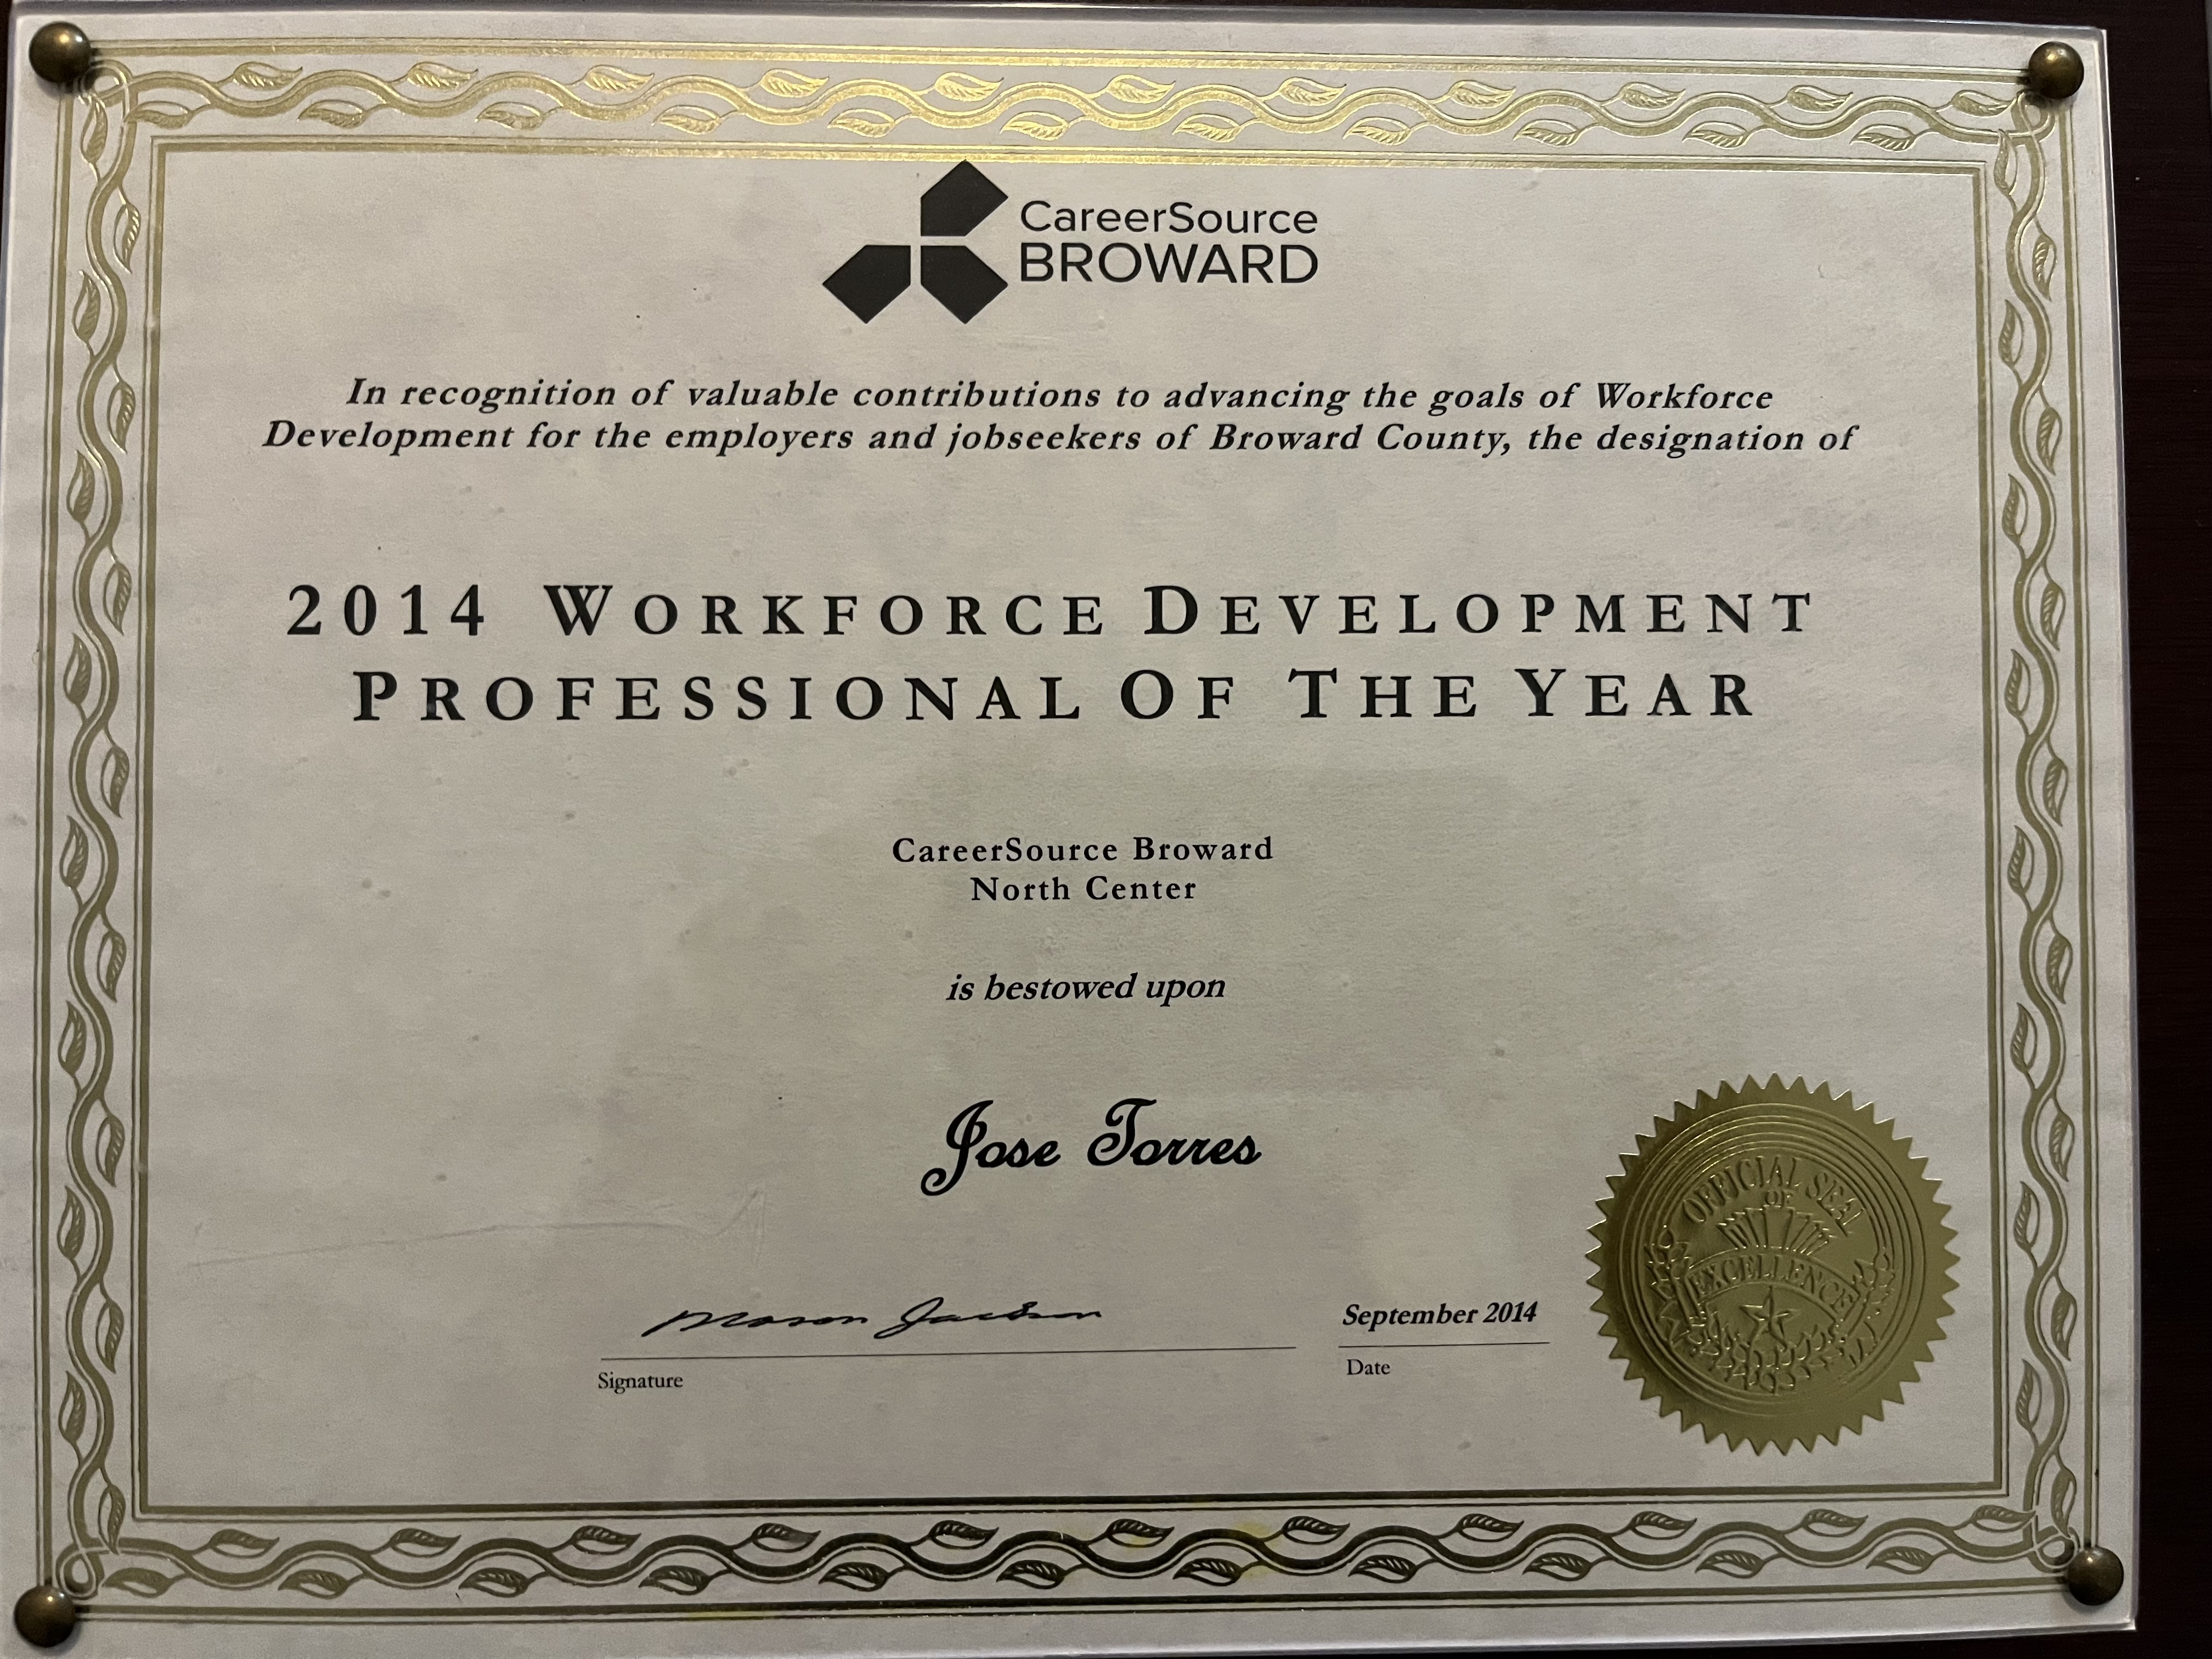 CareerSource
BROWARD
In recognition of valuable contributions to advancing the goals of Workforce
Development for the employers and jobseekers of Broward County, the designation of
2014 WORKFORCE DEVELOPMENT
PROFESSIONAL OF THE YEAR
CareerSource Broward
North Center
is bestowed upon
Jose Torres
Mason Jackson
September 2014
Signature
Date
OFFICIAL SEAL
OF
EXCELLENCE